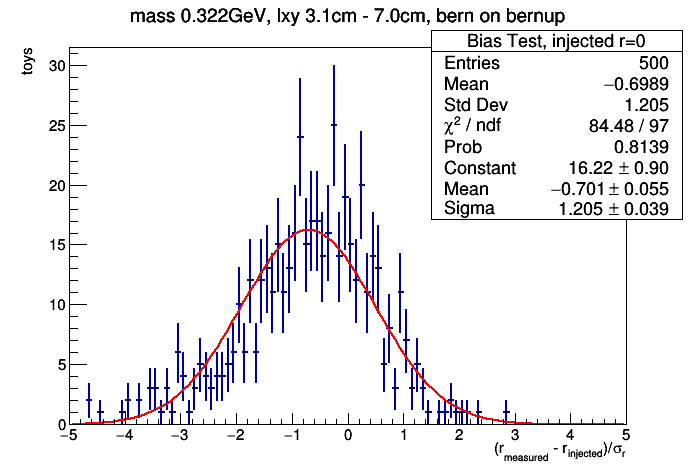 mass 0.322GeV, lxy 3.1cm - 7.0cm, bern on bernup
Bias Test, injected r=0
Entries 500
Mean −0.6989
Std Dev 1.205
χ² / ndf 84.48 / 97
Prob 0.8139
Constant 16.22 ± 0.90
Mean −0.701 ± 0.055
Sigma 1.205 ± 0.039
toys
30
25
20
15
10
5
0
−5 −4 −3 −2 −1 0 1 2 3 4 5
(r_measured - r_injected)/σ_r